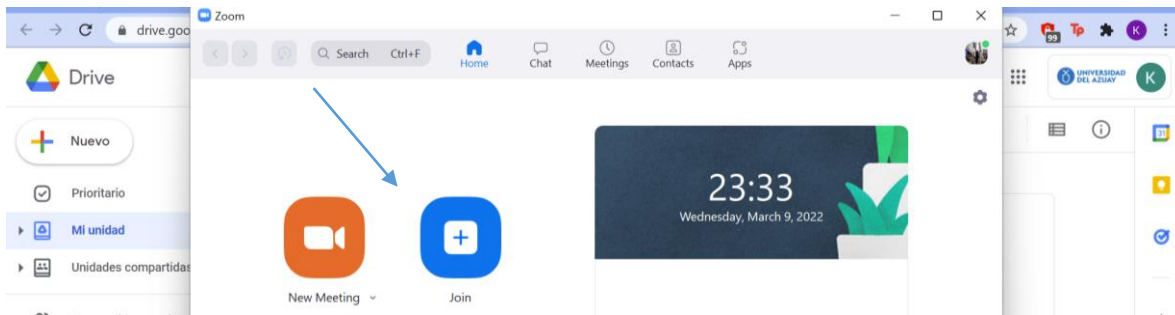 Zoom
drive.goo
99
Tp
K
Search Ctrl+F
Home
Chat
Meetings
Contacts
Apps
Drive
UNIVERSIDAD
DEL AZUAY
K
Nuevo
31
Prioritario
23:33
Wednesday, March 9, 2022
Mi unidad
Unidades compartidas
New Meeting
Join